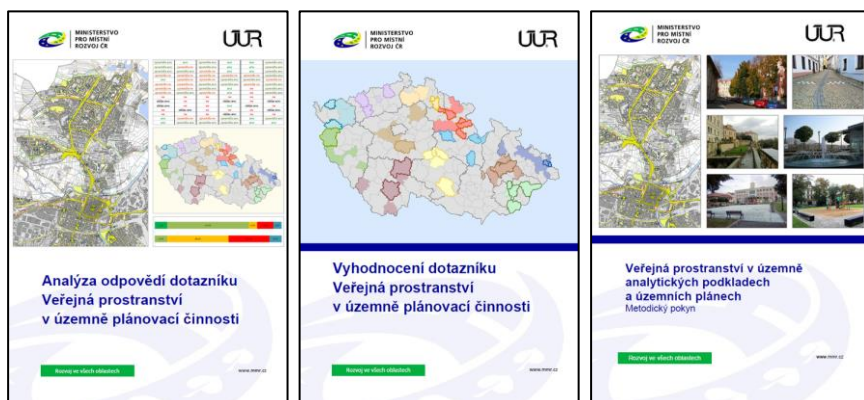 MINISTERSTVO
PRO MÍSTNÍ
ROZVOJ ČR
UUR
Analýza odpovědí dotazníku
Veřejná prostranství
v územně plánovací činnosti
Rozvoj ve všech oblastech
www.mmr.cz
MINISTERSTVO
PRO MÍSTNÍ
ROZVOJ ČR
UUR
Vyhodnocení dotazníku
Veřejná prostranství
v územně plánovací činnosti
Rozvoj ve všech oblastech
www.mmr.cz
MINISTERSTVO
PRO MÍSTNÍ
ROZVOJ ČR
UUR
Veřejná prostranství v územně
analytických podkladech
a územních plánech
Metodický pokyn
Rozvoj ve všech oblastech
www.mmr.cz